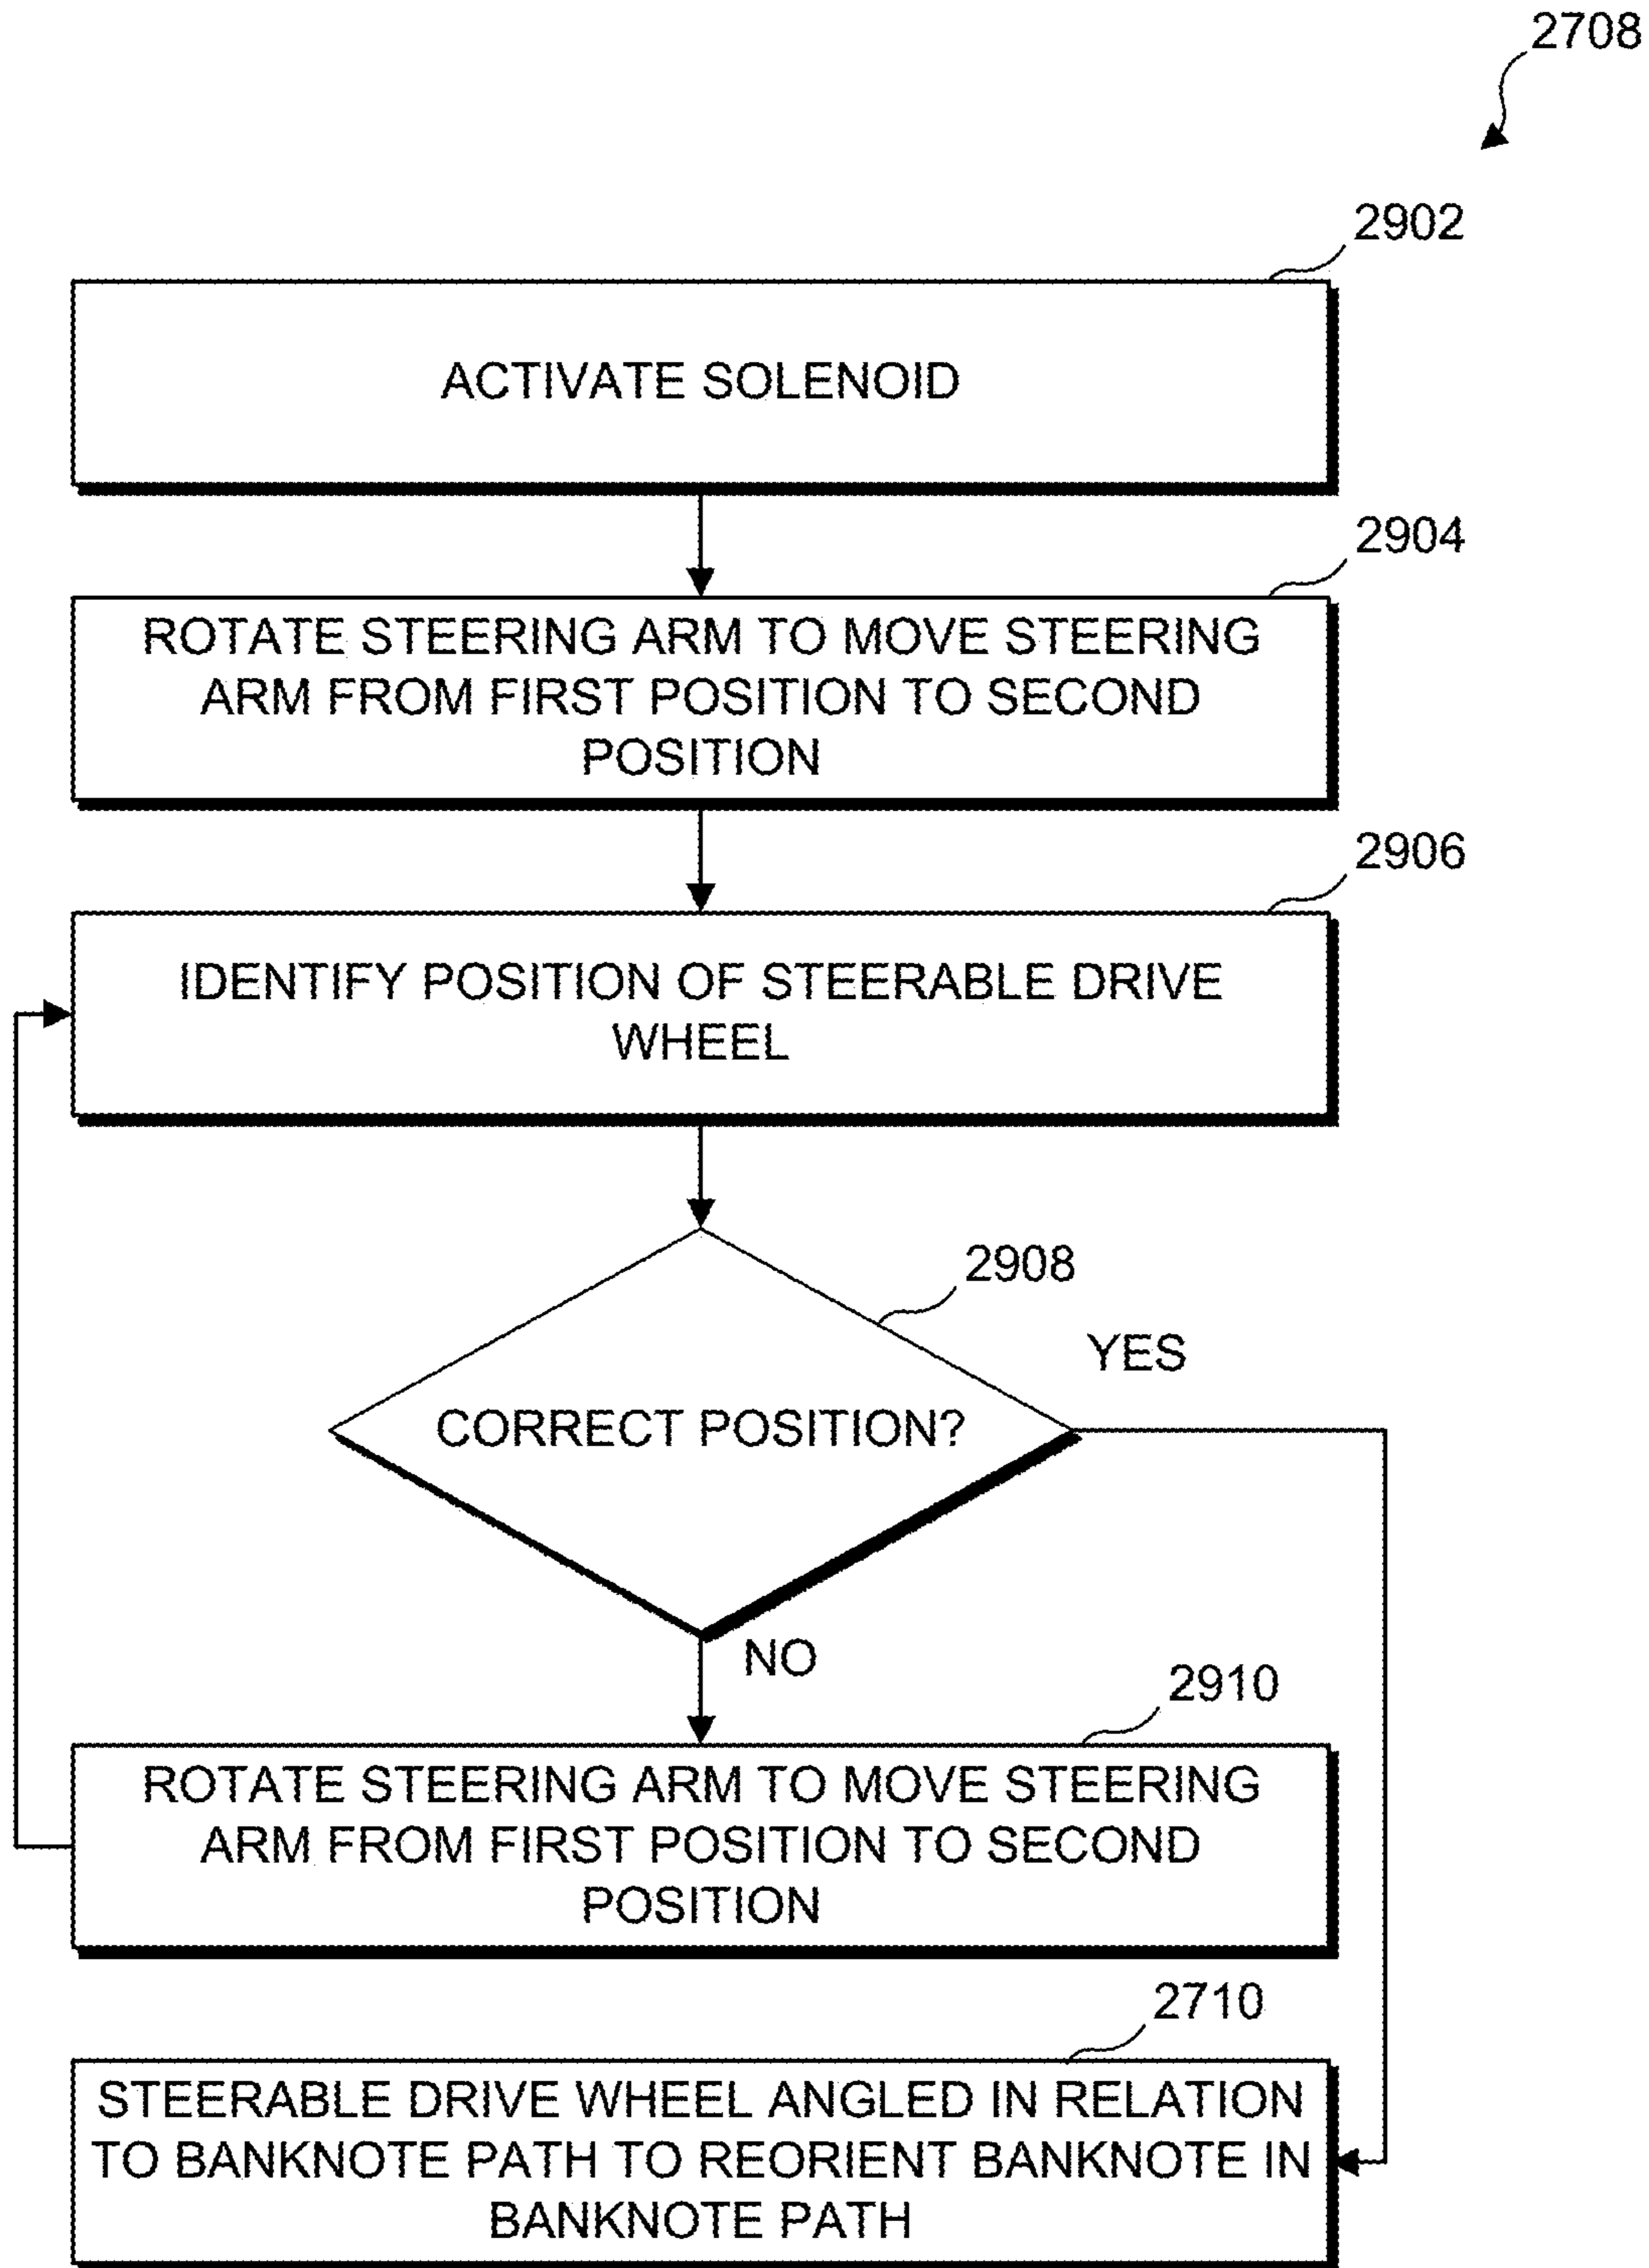 2708
2902
ACTIVATE SOLENOID
2904
ROTATE STEERING ARM TO MOVE STEERING
ARM FROM FIRST POSITION TO SECOND
POSITION
2906
IDENTIFY POSITION OF STEERABLE DRIVE
WHEEL
2908
YES
CORRECT POSITION?
NO
2910
ROTATE STEERING ARM TO MOVE STEERING
ARM FROM FIRST POSITION TO SECOND
POSITION
2710
STEERABLE DRIVE WHEEL ANGLED IN RELATION
TO BANKNOTE PATH TO REORIENT BANKNOTE IN
BANKNOTE PATH